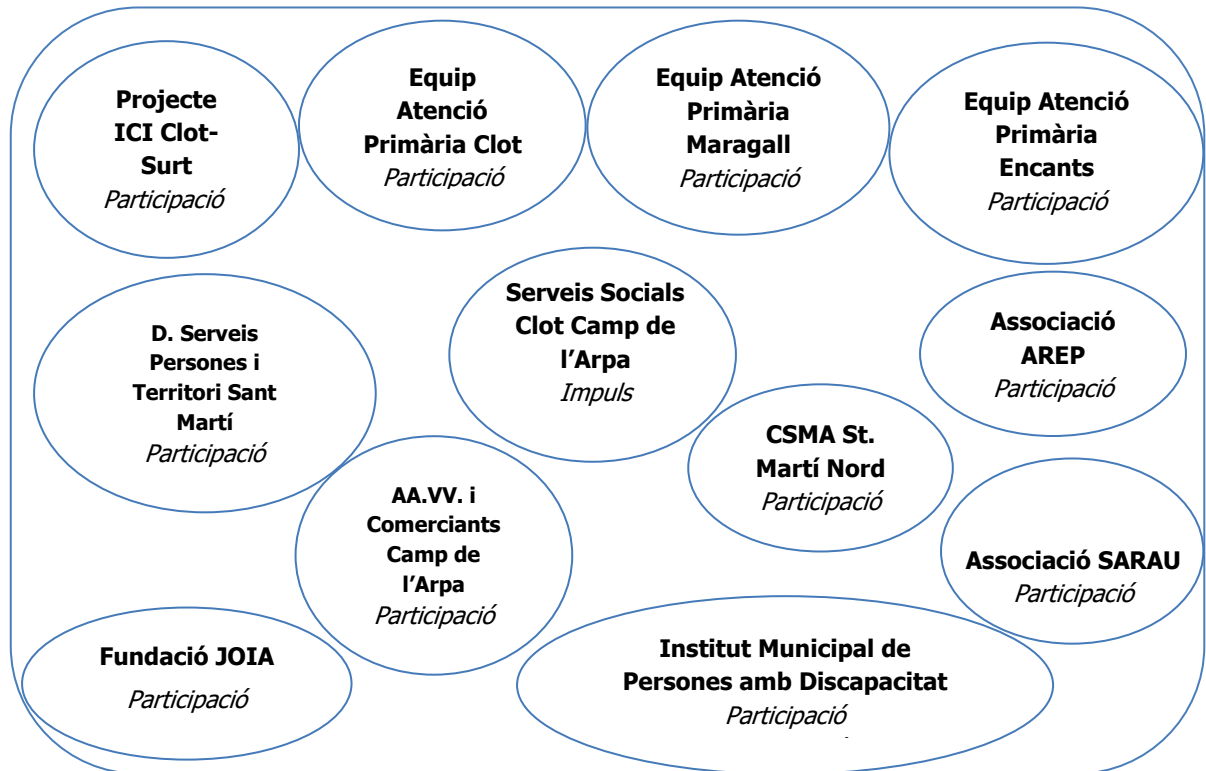 Projecte
ICI Clot-
Surt
Participació
Equip
Atenció
Primària Clot
Participació
Equip Atenció
Primària
Maragall
Participació
Equip Atenció
Primària
Encants
Participació
D. Serveis
Persones i
Territori Sant
Martí
Participació
Serveis Socials
Clot Camp de
l’Arpa
Impuls
Associació
AREP
Participació
CSMA St.
Martí Nord
Participació
AA.VV. i
Comerciants
Camp de
l’Arpa
Participació
Associació SARAU
Participació
Fundació JOIA
Participació
Institut Municipal de
Persones amb Discapacitat
Participació